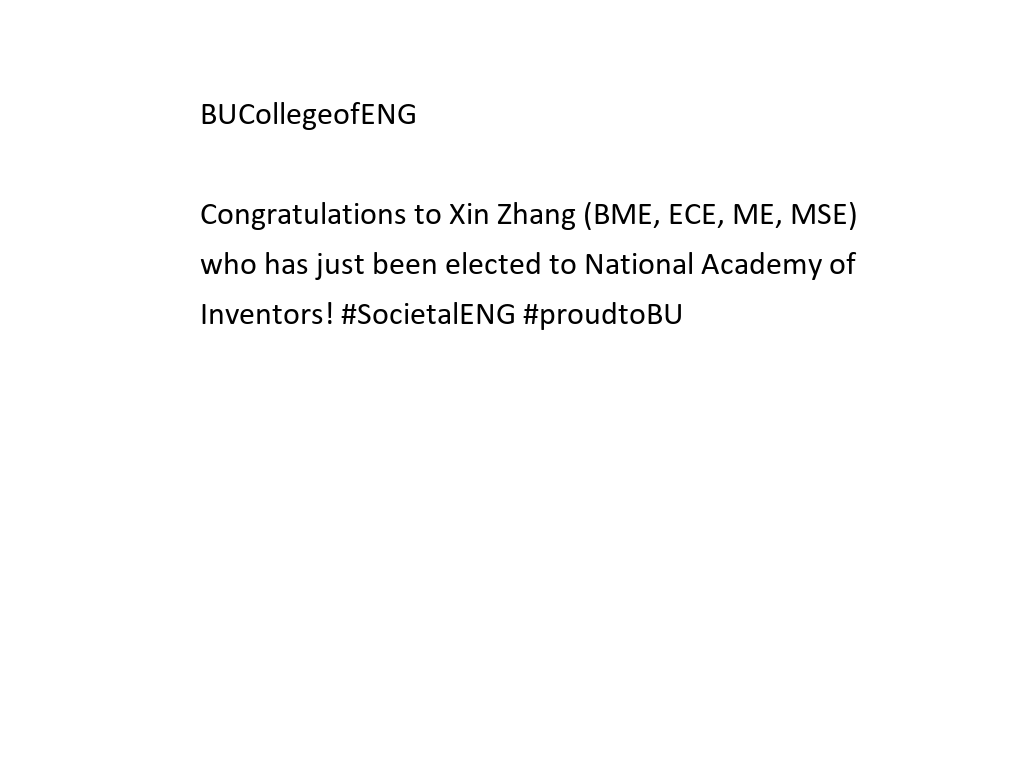 BUCollegeofENG
Congratulations to Xin Zhang (BME, ECE, ME, MSE)
who has just been elected to National Academy of
Inventors! #SocietalENG #proudtoBU